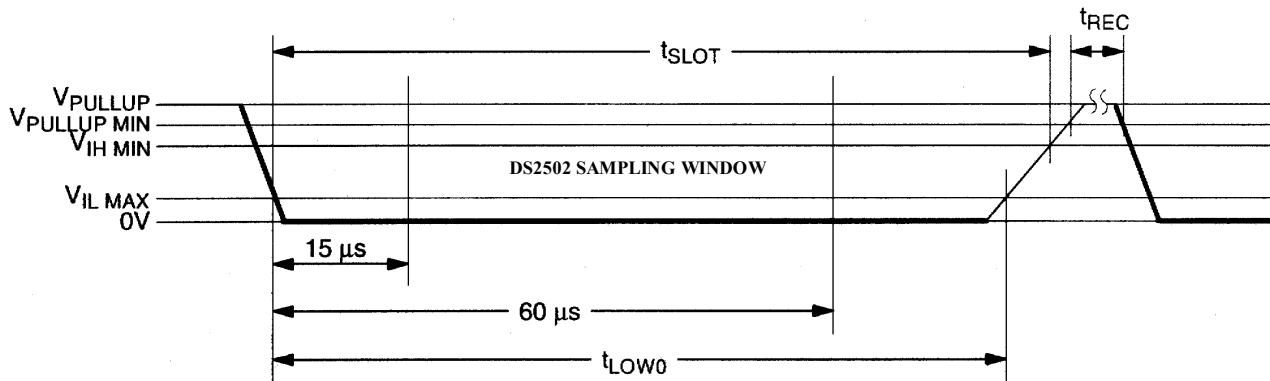 tREC
tSLOT
VPULLUP
VPULLUP MIN
VIH MIN
DS2502 SAMPLING WINDOW
VIL MAX
0V
15 μs
60 μs
tLOW0